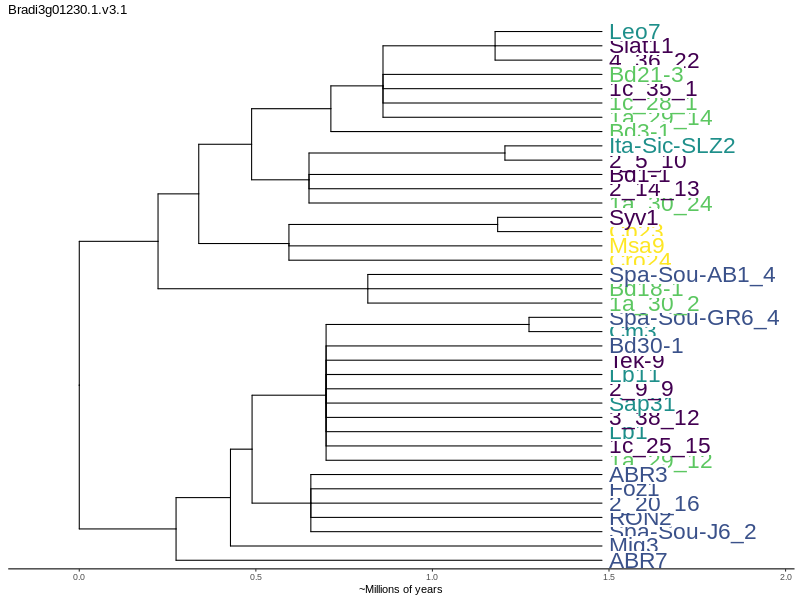 Bradi3g01230.1.v3.1
Leo7
Slat11
4_36_22
Bd21-3
1c_35_1
1c_28_1
1a_29_14
Bd3-1
Ita-Sic-SLZ2
2_5_10
Bd1-1
2_14_13
1a_30_24
Syv1
Msa9
Cro24
Spa-Sou-AB1_4
Bd18-1
1a_30_2
Spa-Sou-GR6_4
Cm3
Bd30-1
Tek-9
Lb11
2_9_9
Sap31
3_38_12
Lb1
1c_25_15
1a_29_12
ABR3
Foz1
2_20_16
RON2
Spa-Sou-J6_2
Mig3
ABR7
0.0 0.5 1.0 1.5 2.0
~Millions of years